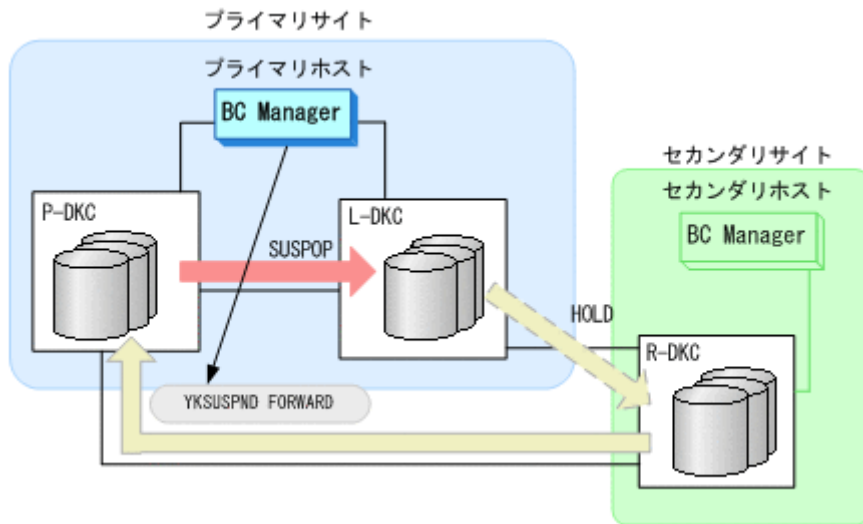 プライマリサイト
プライマリホスト
BC Manager
セカンダリサイト
セカンダリホスト
BC Manager
P-DKC
L-DKC
SUSPOP
HOLD
R-DKC
YKSUSPND FORWARD